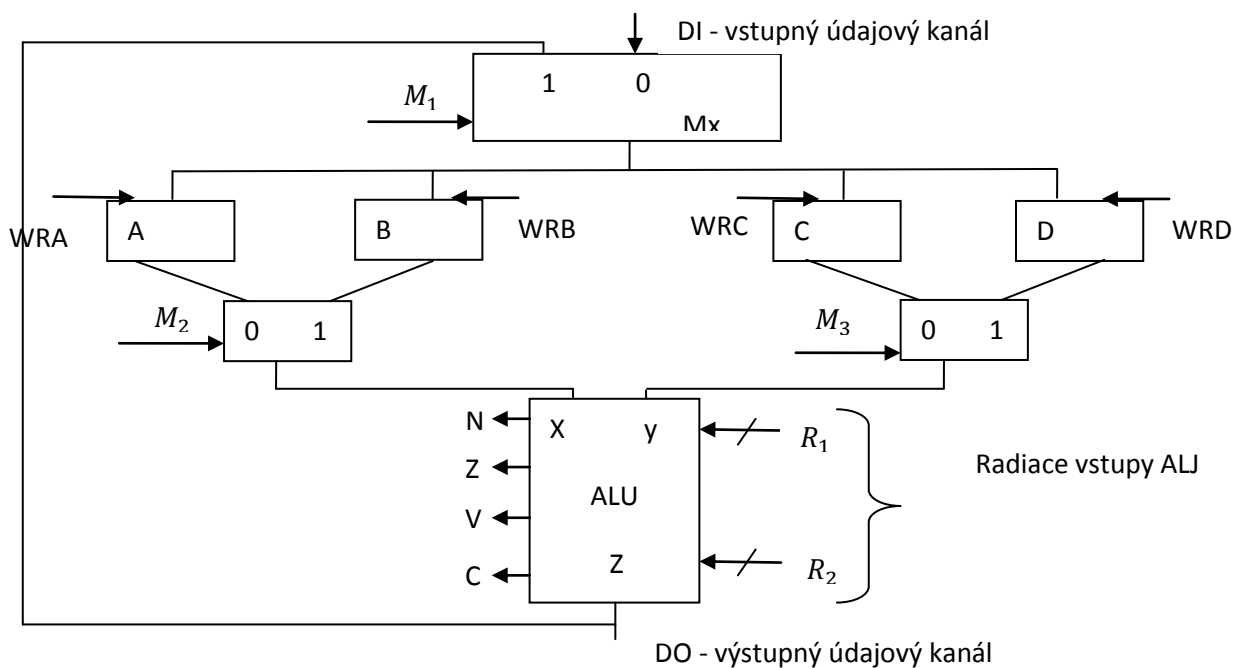 DI - vstupný údajový kanál
1 0
M₁
Mx
WRA A B WRB WRC C D WRD
M₂ 0 1 M₃ 0 1
N X y R₁
Z
ALU
Radiace vstupy ALJ
V
C Z R₂
DO - výstupný údajový kanál